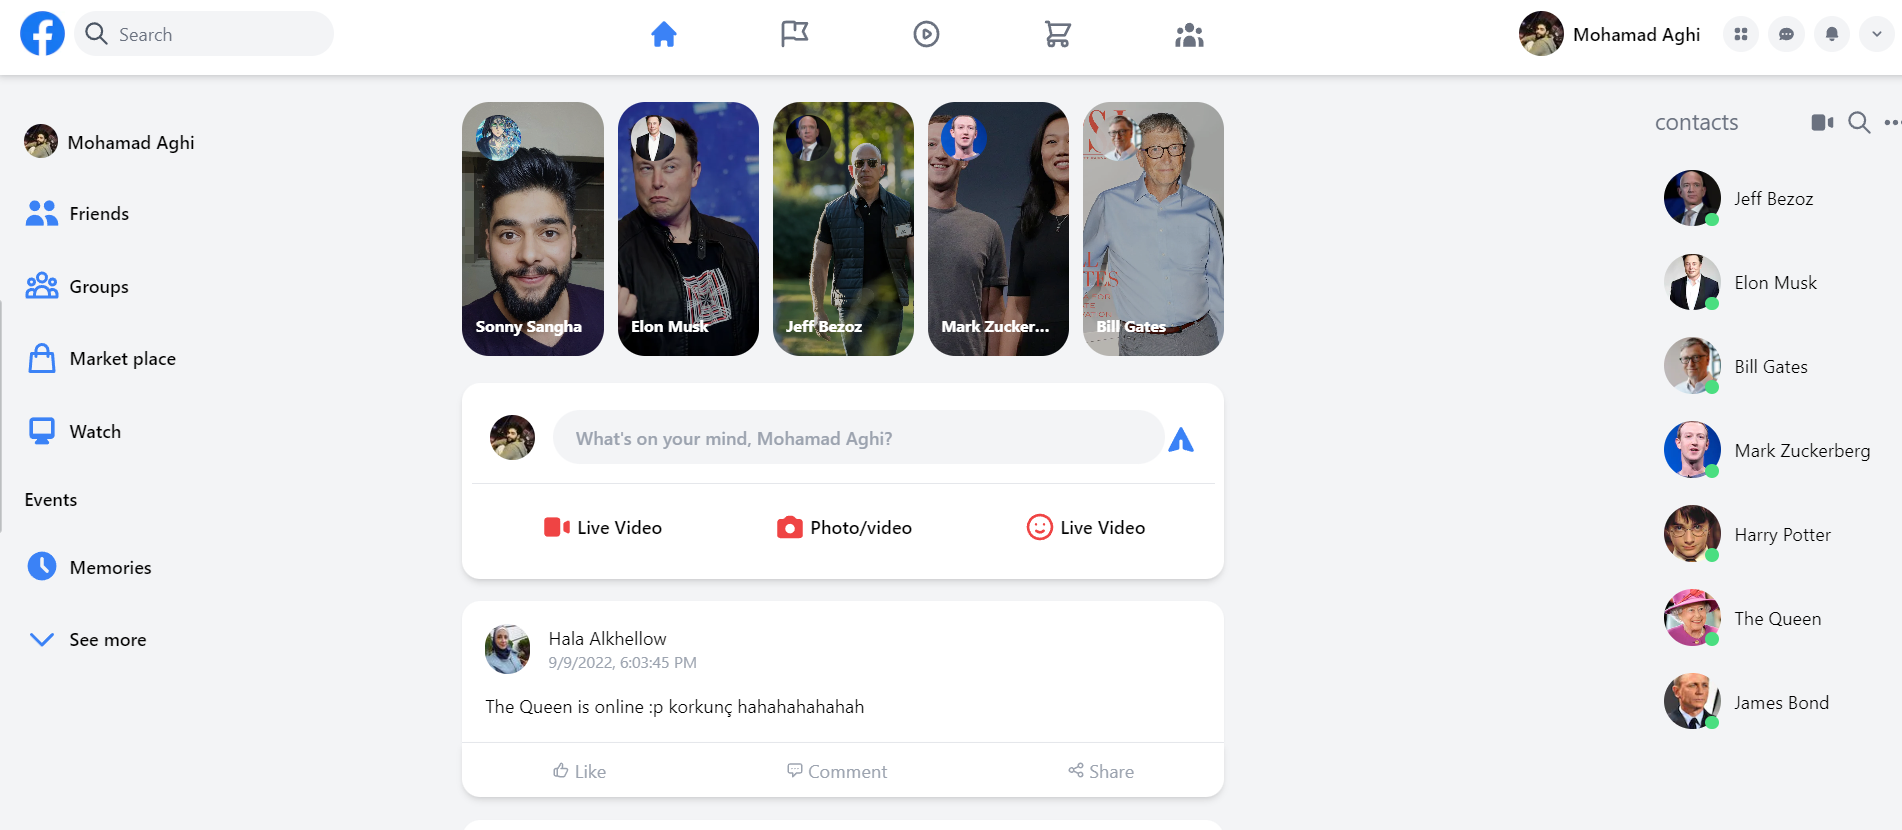 Search
Mohamad Aghi
Mohamad Aghi
Friends
Groups
Market place
Watch
Events
Memories
See more
Sonny Sangha
Elon Musk
Jeff Bezoz
Mark Zucker...
Bill Gates
What's on your mind, Mohamad Aghi?
Live Video
Photo/video
Live Video
Hala Alkhellow
9/9/2022, 6:03:45 PM
The Queen is online :p korkunç hahahahahahah
Like
Comment
Share
contacts
Jeff Bezoz
Elon Musk
Bill Gates
Mark Zuckerberg
Harry Potter
The Queen
James Bond